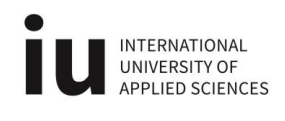 iu
INTERNATIONAL
UNIVERSITY OF
APPLIED SCIENCES